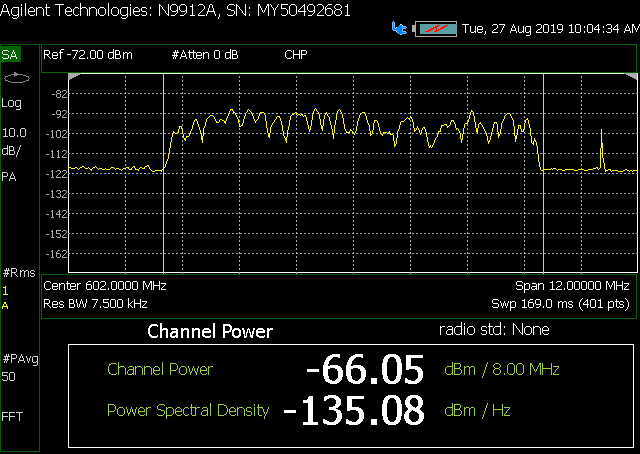 Agilent Technologies: N9912A, SN: MY50492681
Tue, 27 Aug 2019 10:04:34 AM
SA Ref -72.00 dBm #Atten 0 dB CHP
Log
10.0
dB/
PA
-82
-92
-102
-112
-122
-132
-142
-152
-162
#Rms
1
A
Center 602.0000 MHz Span 12.00000 MHz
Res BW 7.500 kHz Swp 169.0 ms (401 pts)
Channel Power radio std: None
#PAvg
50
FFT
Channel Power -66.05 dBm / 8.00 MHz
Power Spectral Density -135.08 dBm / Hz